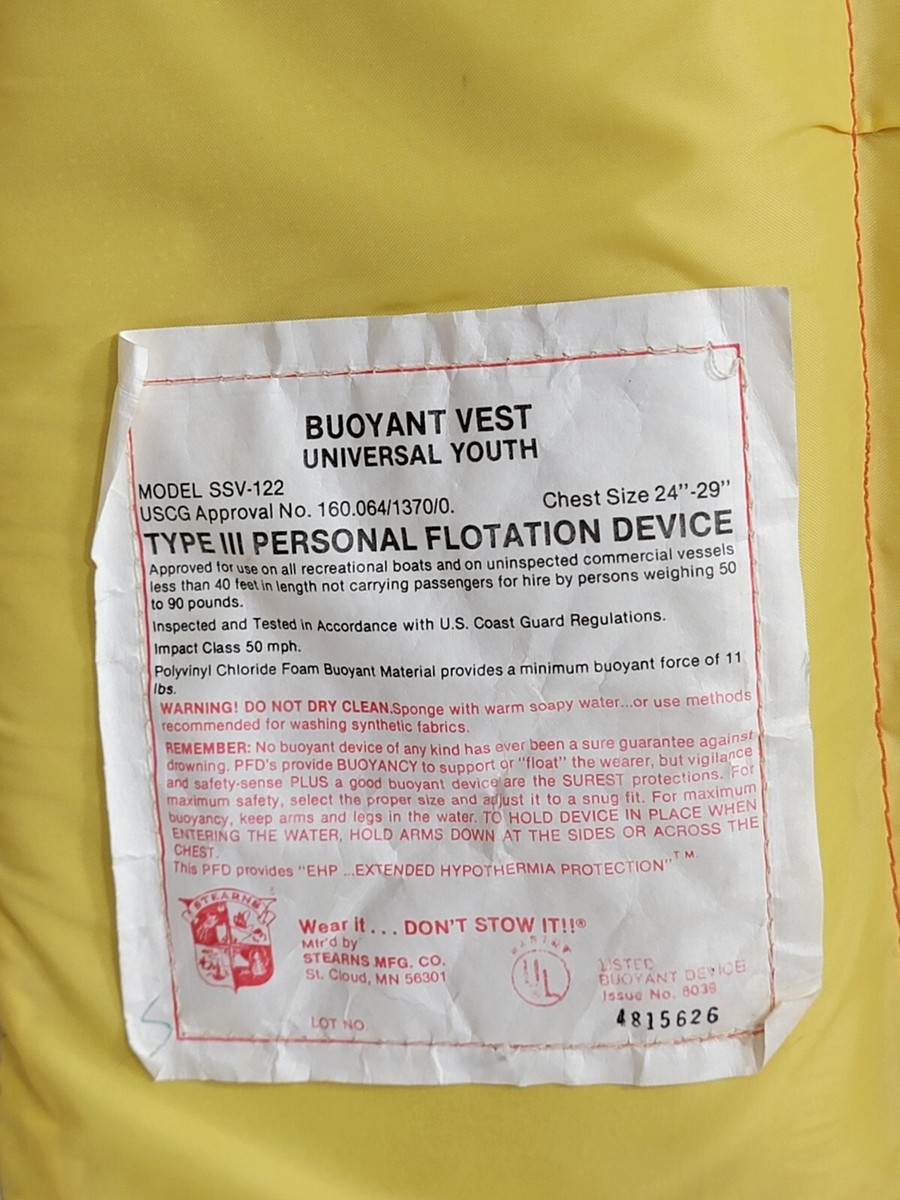 BUOYANT VEST
UNIVERSAL YOUTH
MODEL SSV-122
USCG Approval No. 160.064/1370/0.
Chest Size 24"-29"
TYPE III PERSONAL FLOTATION DEVICE
Approved for use on all recreational boats and on uninspected commercial vessels
less than 40 feet in length not carrying passengers for hire by persons weighing 50
to 90 pounds.
Inspected and Tested in Accordance with U.S. Coast Guard Regulations.
Impact Class 50 mph.
Polyvinyl Chloride Foam Buoyant Material provides a minimum buoyant force of 11
lbs.
WARNING! DO NOT DRY CLEAN.Sponge with warm soapy water...or use methods
recommended for washing synthetic fabrics.
REMEMBER: No buoyant device of any kind has ever been a sure guarantee against
drowning. PFD's provide BUOYANCY to support or "float" the wearer, but vigilance
and safety-sense PLUS a good buoyant device are the SUREST protections. For
maximum safety, select the proper size and adjust it to a snug fit. For maximum
buoyancy, keep arms and legs in the water. TO HOLD DEVICE IN PLACE WHEN
ENTERING THE WATER, HOLD ARMS DOWN AT THE SIDES OR ACROSS THE
CHEST.
This PFD provides "EHP ...EXTENDED HYPOTHERMIA PROTECTION"T.M.
STEARNS
Wear it... DON'T STOW IT!!®
Mfr'd by
STEARNS MFG. CO.
St. Cloud, MN 56301
MARINE
UL
LISTED
BUOYANT DEVICE
Issue No. 8039
LOT NO.
4815626